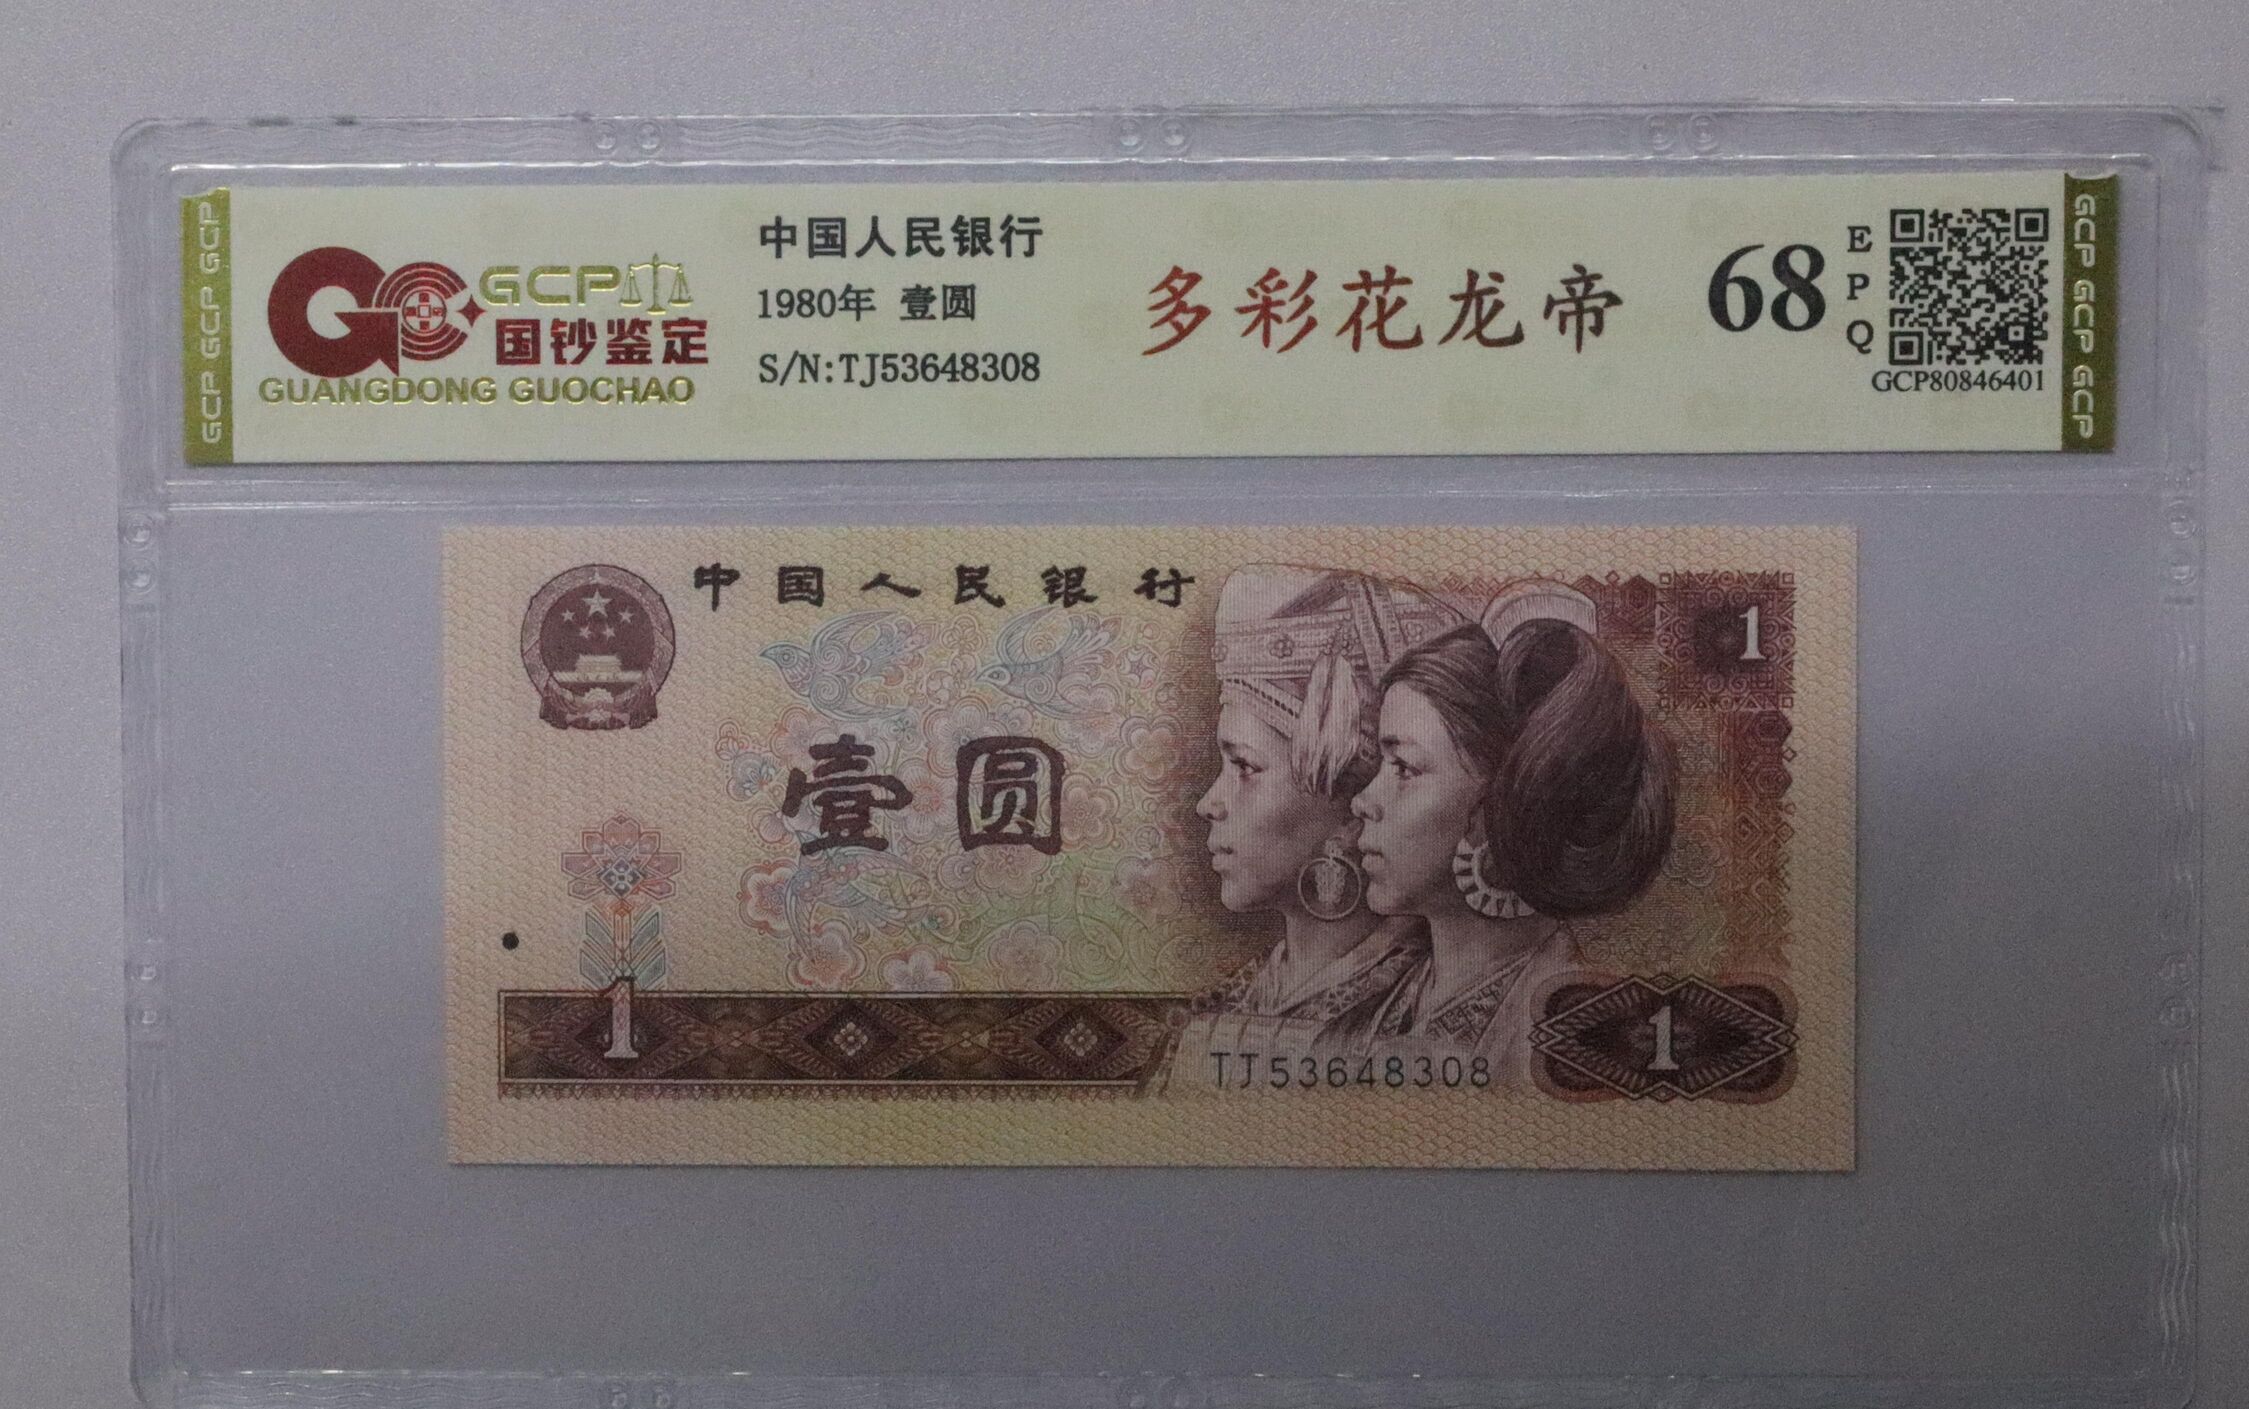 GCP GCP GCP
GCP
国钞鉴定
GUANGDONG GUOCHAO
中国人民银行
1980年 壹圆
S/N:TJ53648308
多彩花龙帝
68
EPQ
GCP80846401
GCP GCP GCP
中国人民银行
1
壹圆
1
TJ53648308
1